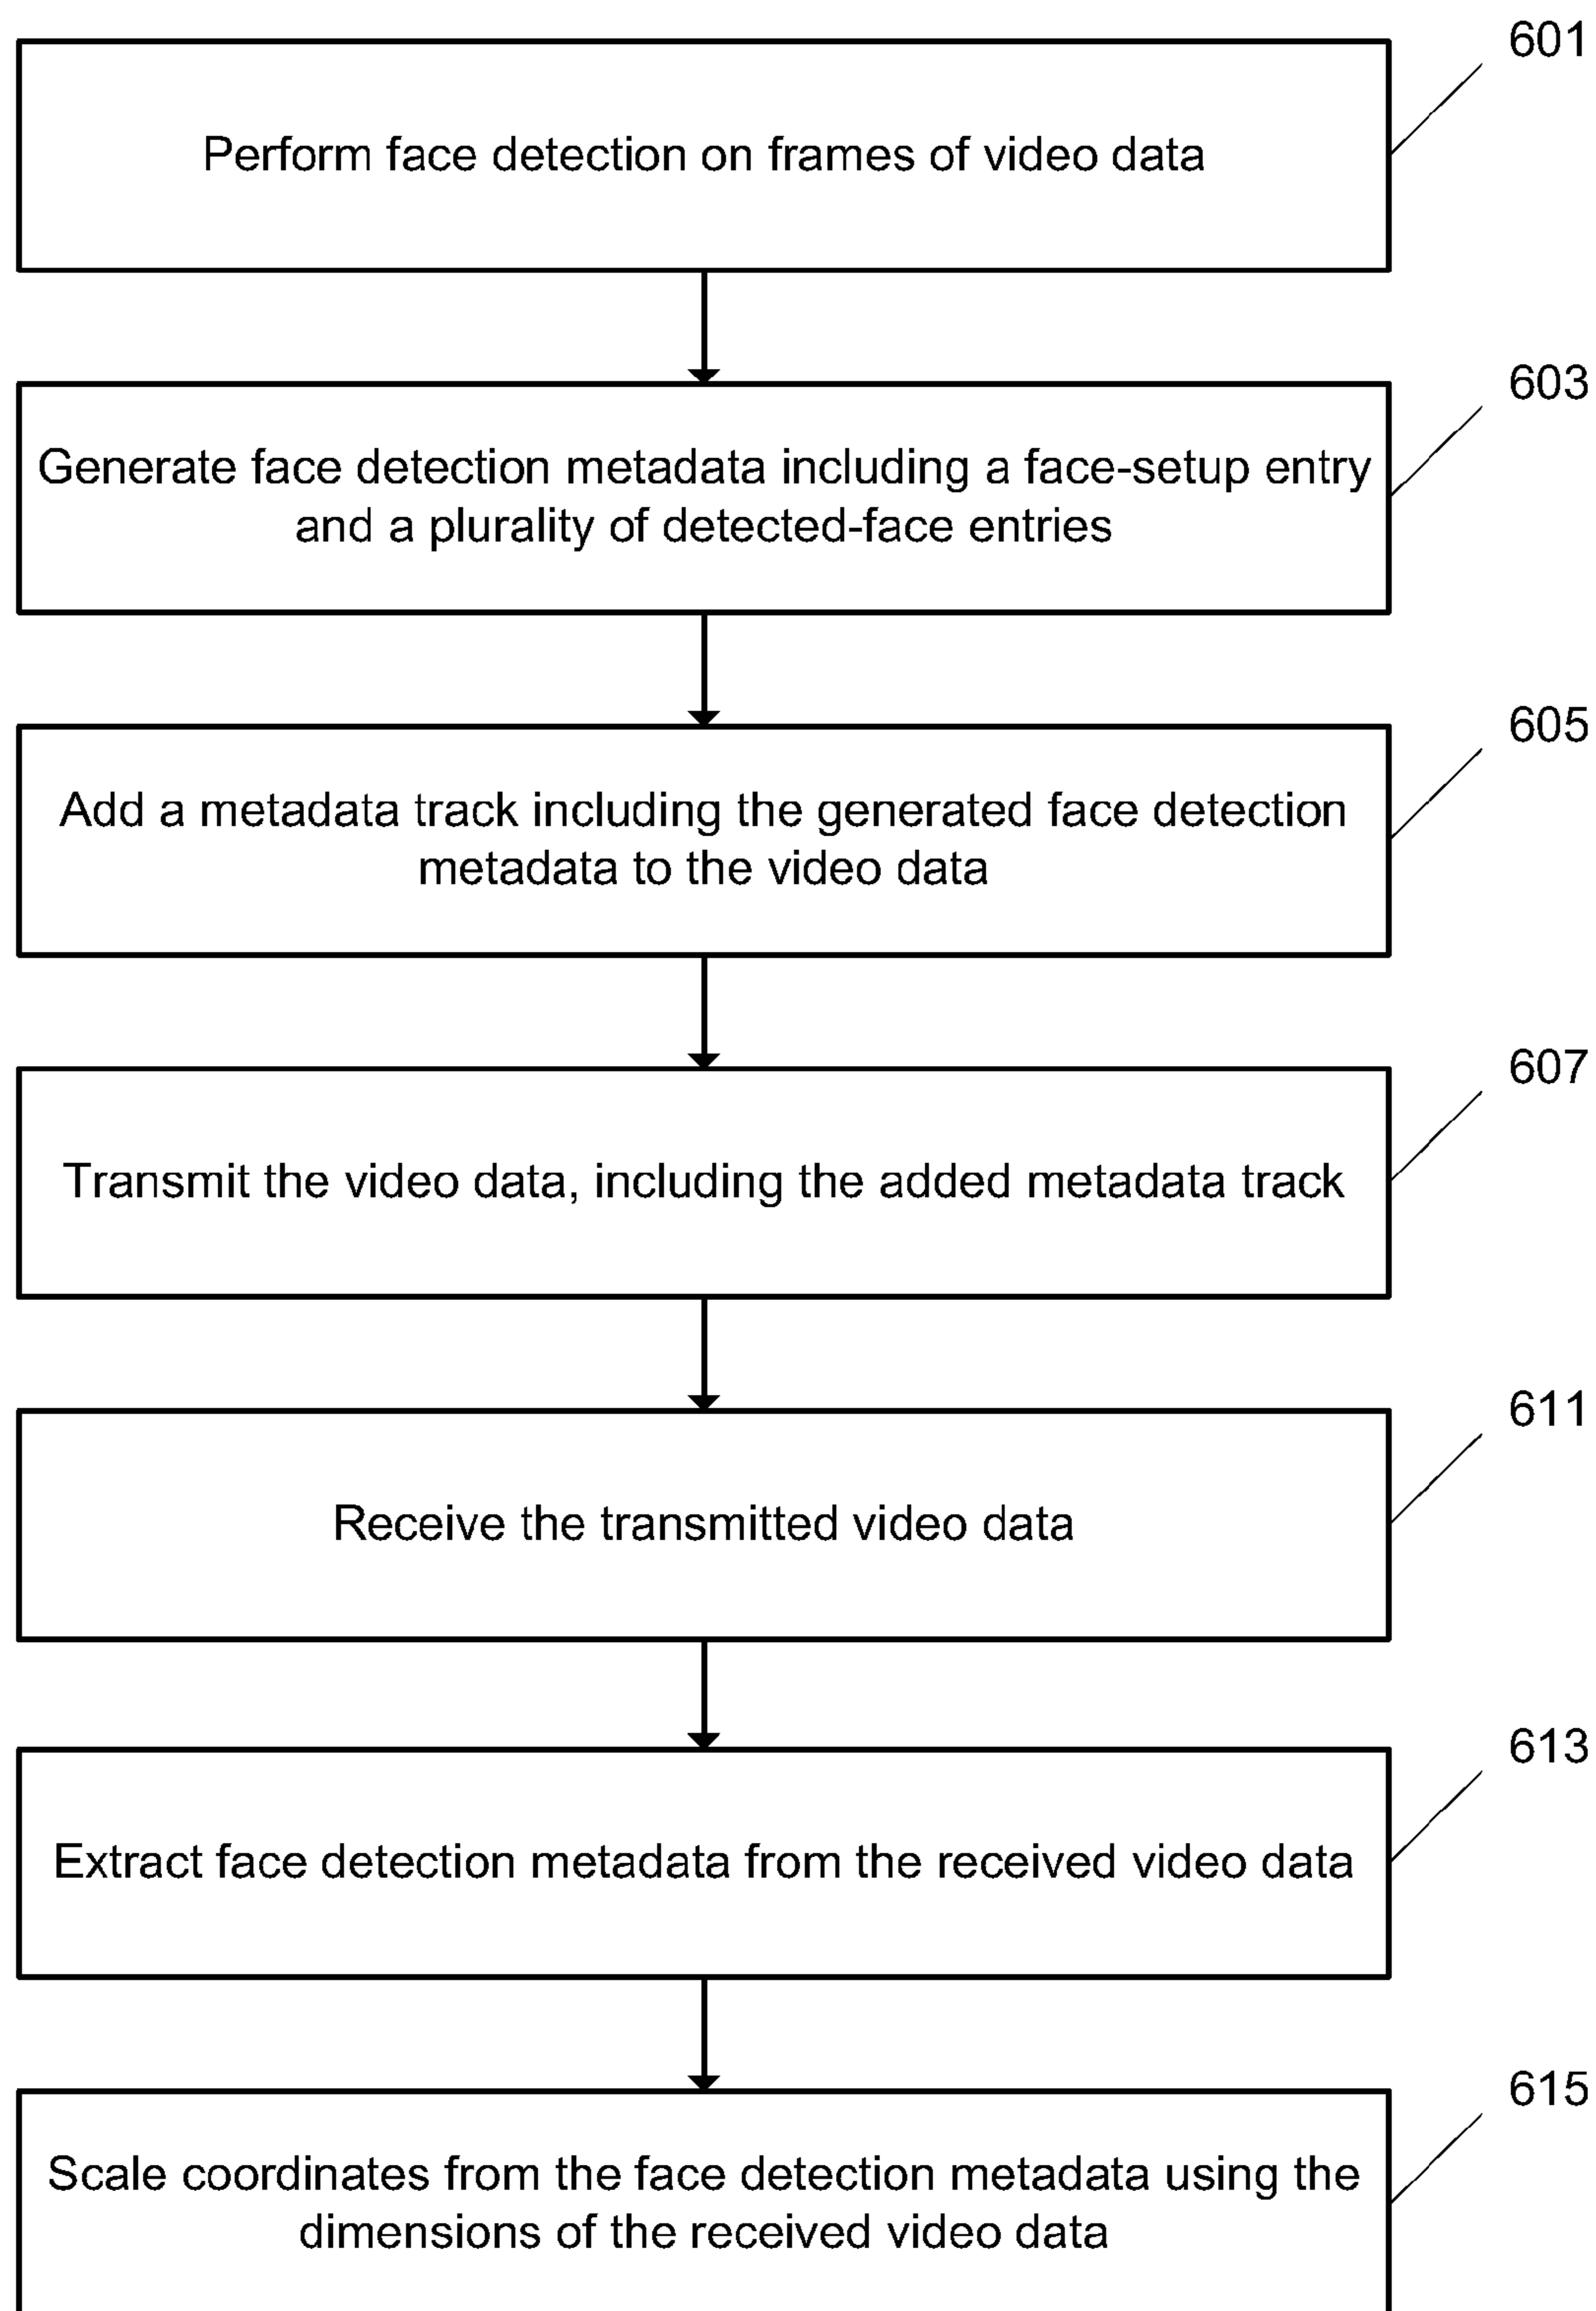 601
Perform face detection on frames of video data
603
Generate face detection metadata including a face-setup entry
and a plurality of detected-face entries
605
Add a metadata track including the generated face detection
metadata to the video data
607
Transmit the video data, including the added metadata track
611
Receive the transmitted video data
613
Extract face detection metadata from the received video data
615
Scale coordinates from the face detection metadata using the
dimensions of the received video data